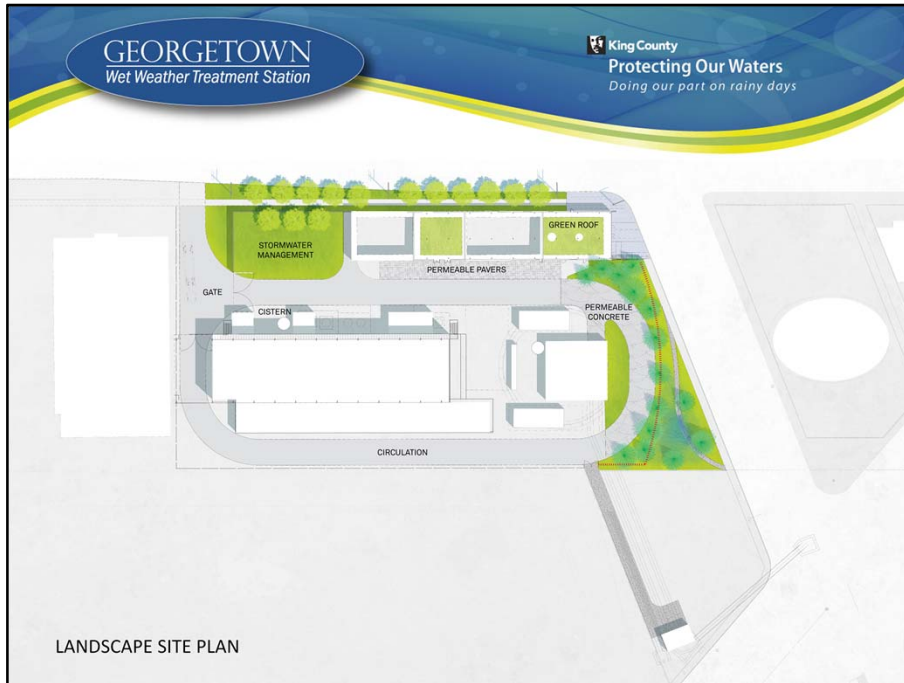 GEORGETOWN
Wet Weather Treatment Station
King County
Protecting Our Waters
Doing our part on rainy days
GREEN ROOF
STORMWATER
MANAGEMENT
PERMEABLE PAVERS
GATE
CISTERN
PERMEABLE
CONCRETE
CIRCULATION
LANDSCAPE SITE PLAN